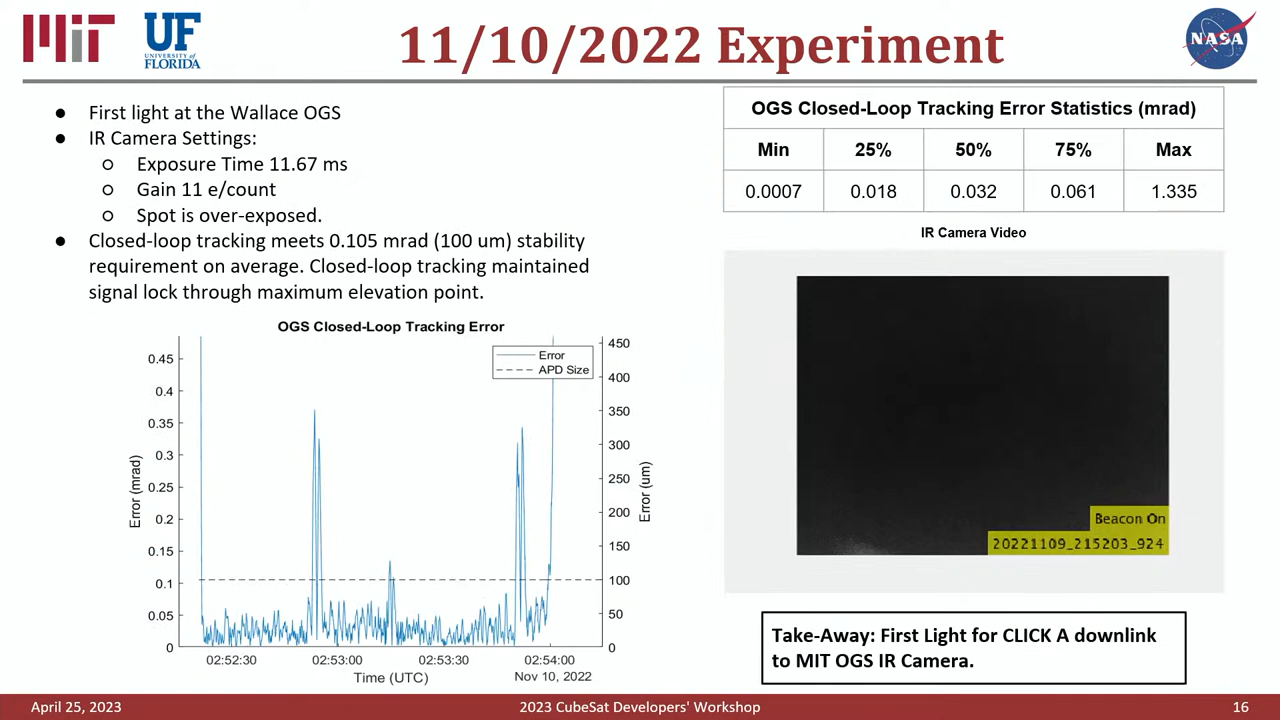 MIT
UF
UNIVERSITY of
FLORIDA
11/10/2022 Experiment
NASA
● First light at the Wallace OGS
● IR Camera Settings:
○ Exposure Time 11.67 ms
○ Gain 11 e/count
○ Spot is over-exposed.
● Closed-loop tracking meets 0.105 mrad (100 um) stability
requirement on average. Closed-loop tracking maintained
signal lock through maximum elevation point.
OGS Closed-Loop Tracking Error
Error
APD Size
0.45
0.4
0.35
0.3
0.25
0.2
0.15
0.1
0.05
0
Error (mrad)
450
400
350
300
250
200
150
100
50
0
Error (um)
02:52:30 02:53:00 02:53:30 02:54:00
Time (UTC)
Nov 10, 2022
OGS Closed-Loop Tracking Error Statistics (mrad)
Min 25% 50% 75% Max
0.0007 0.018 0.032 0.061 1.335
IR Camera Video
Beacon On
20221109_215203_924
Take-Away: First Light for CLICK A downlink
to MIT OGS IR Camera.
April 25, 2023
2023 CubeSat Developers' Workshop
16